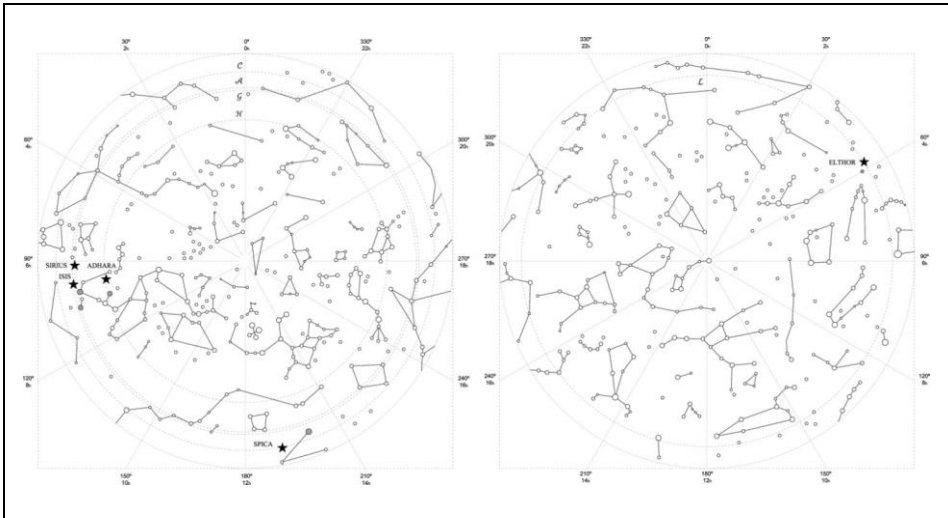 30° 0° 330°
2h 0h 22h
C
A
G
H
60° 300°
4h 20h
90° 270°
6h 18h
SIRIUS ADHARA
ISIS
120° 240°
8h 16h
SPICA
150° 180° 210°
10h 12h 14h
330° 0° 30°
22h 0h 2h
L
300° 60°
20h 4h
ELTHOR
270° 90°
18h 6h
240° 120°
16h 8h
210° 180° 150°
14h 12h 10h